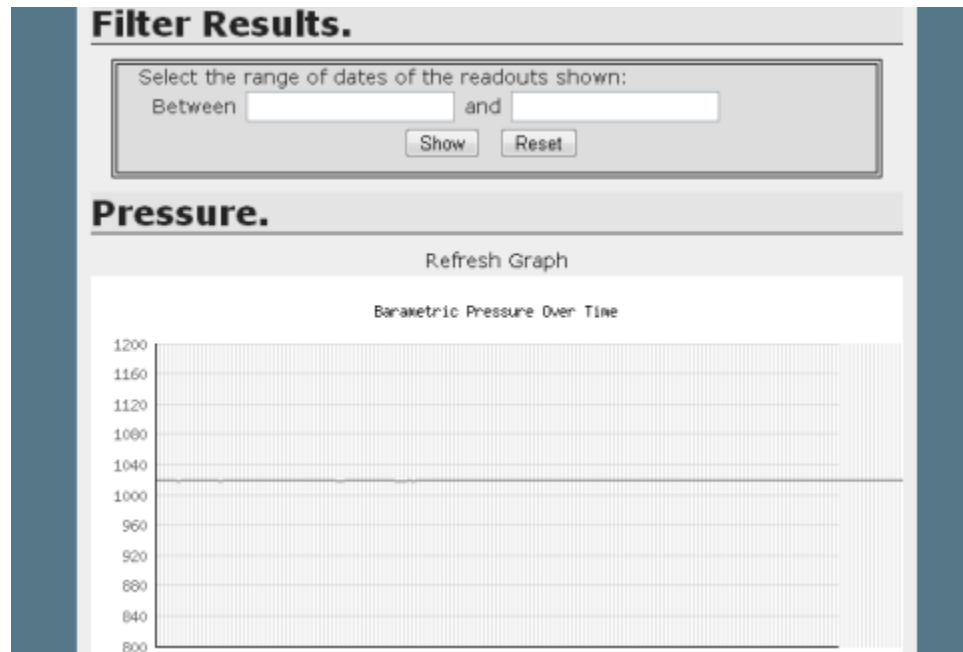 Filter Results.
Select the range of dates of the readouts shown:
Between and
Show Reset
Pressure.
Refresh Graph
Barametric Pressure Over Time
1200
1160
1120
1080
1040
1000
960
920
880
840
800